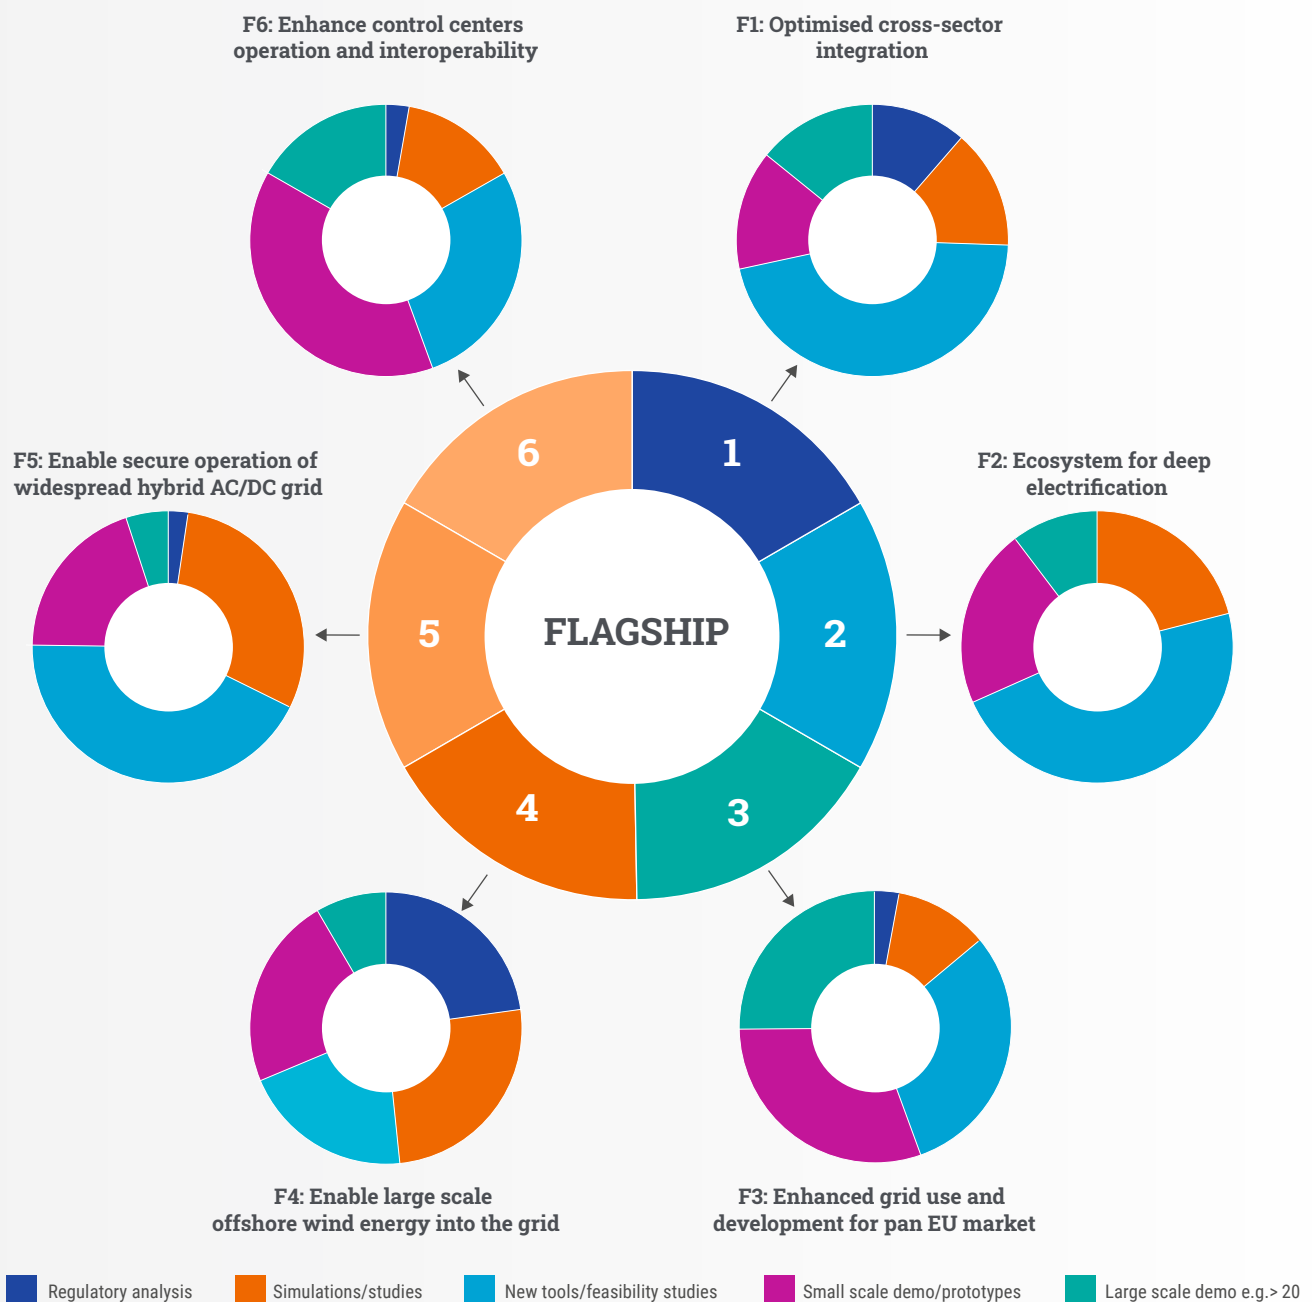 F6: Enhance control centers
operation and interoperability
F1: Optimised cross-sector
integration
6
1
F5: Enable secure operation of
widespread hybrid AC/DC grid
F2: Ecosystem for deep
electrification
5
FLAGSHIP
2
4
3
F4: Enable large scale
offshore wind energy into the grid
F3: Enhanced grid use and
development for pan EU market
Regulatory analysis
Simulations/studies
New tools/feasibility studies
Small scale demo/prototypes
Large scale demo e.g.> 20